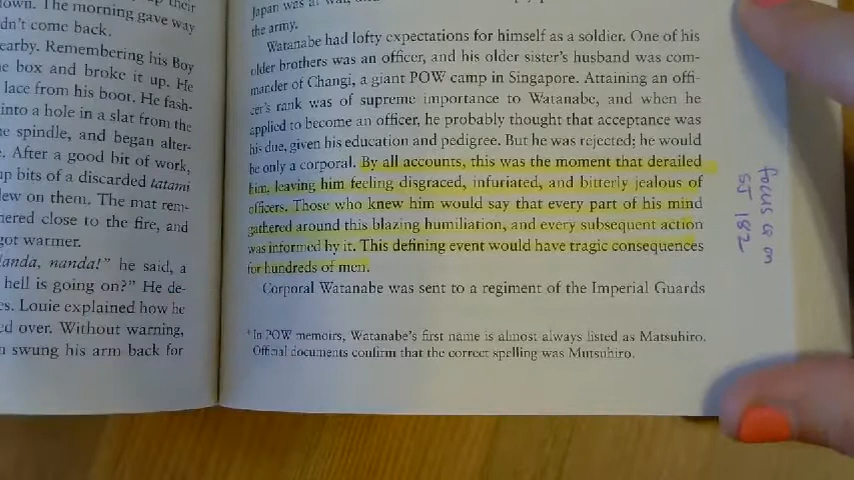 up their
own. The morning gave way
dn't come back.
earby. Remembering his Boy
e box and broke it up. He
lace from his boot. He fash-
into a hole in a slat from the
e spindle, and began alter-
. After a good bit of work,
up bits of a discarded tatami
lew on them. The mat rem-
hered close to the fire, and
got warmer.
anda, nanda!" he said, a
hell is going on?" He de-
es. Louie explained how he
ed over. Without warning,
n swung his arm back for
Japan was at
the army.
Watanabe had lofty expectations for himself as a soldier. One of his
older brothers was an officer, and his older sister's husband was com-
mander of Changi, a giant POW camp in Singapore. Attaining an offi-
cer's rank was of supreme importance to Watanabe, and when he
applied to become an officer, he probably thought that acceptance was
his due, given his education and pedigree. But he was rejected; he would
be only a corporal. By all accounts, this was the moment that derailed
him, leaving him feeling disgraced, infuriated, and bitterly jealous of
officers. Those who knew him would say that every part of his mind
gathered around this blazing humiliation, and every subsequent action
was informed by it. This defining event would have tragic consequences
for hundreds of men.
Corporal Watanabe was sent to a regiment of the Imperial Guards
* In POW memoirs, Watanabe's first name is almost always listed as Matsuhiro.
Official documents confirm that the correct spelling was Mutsuhiro.
focus Q on
SJ 182